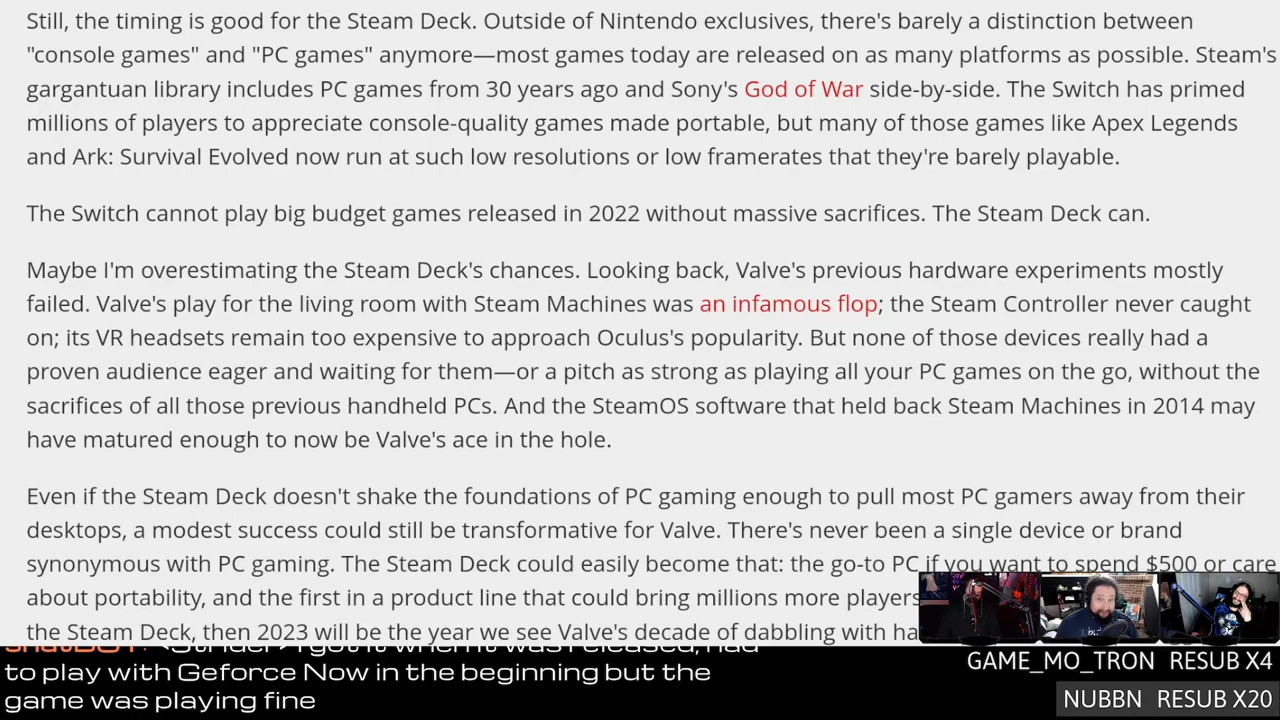 Still, the timing is good for the Steam Deck. Outside of Nintendo exclusives, there's barely a distinction between
"console games" and "PC games" anymore—most games today are released on as many platforms as possible. Steam's
gargantuan library includes PC games from 30 years ago and Sony's God of War side-by-side. The Switch has primed
millions of players to appreciate console-quality games made portable, but many of those games like Apex Legends
and Ark: Survival Evolved now run at such low resolutions or low framerates that they're barely playable.
The Switch cannot play big budget games released in 2022 without massive sacrifices. The Steam Deck can.
Maybe I'm overestimating the Steam Deck's chances. Looking back, Valve's previous hardware experiments mostly
failed. Valve's play for the living room with Steam Machines was an infamous flop; the Steam Controller never caught
on; its VR headsets remain too expensive to approach Oculus's popularity. But none of those devices really had a
proven audience eager and waiting for them—or a pitch as strong as playing all your PC games on the go, without the
sacrifices of all those previous handheld PCs. And the SteamOS software that held back Steam Machines in 2014 may
have matured enough to now be Valve's ace in the hole.
Even if the Steam Deck doesn't shake the foundations of PC gaming enough to pull most PC gamers away from their
desktops, a modest success could still be transformative for Valve. There's never been a single device or brand
synonymous with PC gaming. The Steam Deck could easily become that: the go-to PC if you want to spend $500 or care
about portability, and the first in a product line that could bring millions more players
the Steam Deck, then 2023 will be the year we see Valve's decade of dabbling with
I got it when it was released, had
to play with Geforce Now in the beginning but the
game was playing fine
GAME_MO_TRON RESUB X4
NUBBN RESUB X20